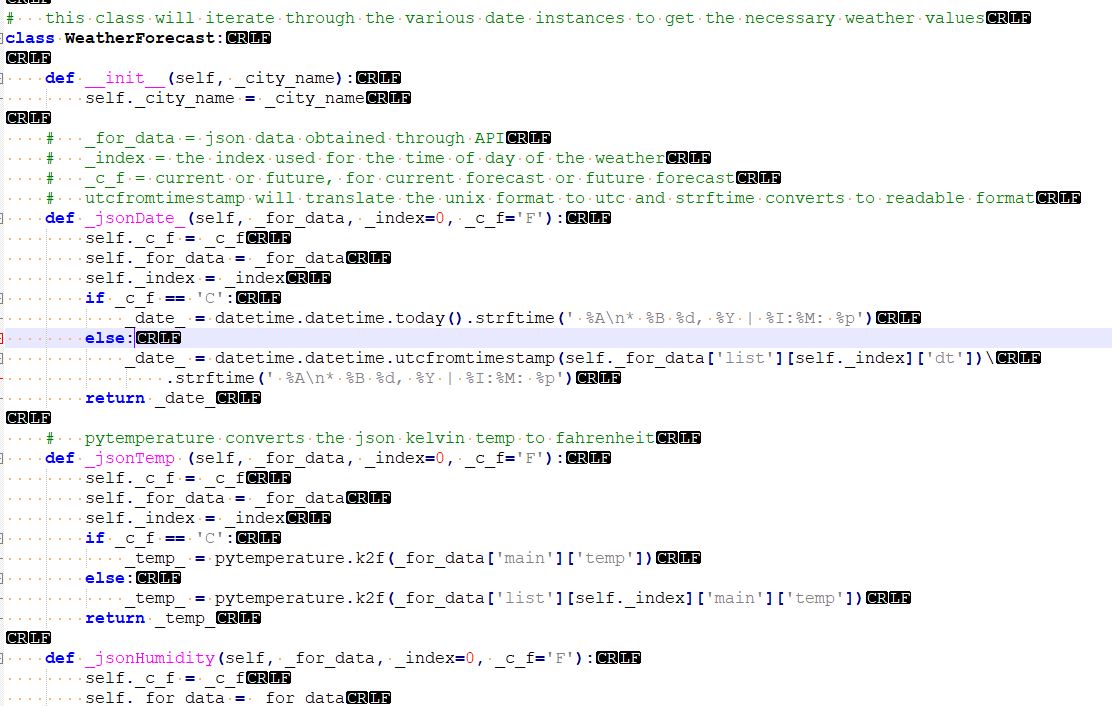 CRLF
#   this class will iterate through the various date instances to get the necessary weather valuesCRLF
class WeatherForecast:CRLF
CRLF
    def __init__(self, _city_name):CRLF
        self._city_name = _city_nameCRLF
CRLF
    #   _for_data = json data obtained through APICRLF
    #   _index = the index used for the time of day of the weatherCRLF
    #   _c_f = current or future, for current forecast or future forecastCRLF
    #   utcfromtimestamp will translate the unix format to utc and strftime converts to readable formatCRLF
    def _jsonDate_(self, _for_data, _index=0, _c_f='F'):CRLF
        self._c_f = _c_fCRLF
        self._for_data = _for_dataCRLF
        self._index = _indexCRLF
        if _c_f == 'C':CRLF
            _date_ = datetime.datetime.today().strftime(' %A\n* %B %d, %Y | %I:%M: %p')CRLF
        else:CRLF
            _date_ = datetime.datetime.utcfromtimestamp(self._for_data['list'][self._index]['dt'])\CRLF
                .strftime(' %A\n* %B %d, %Y | %I:%M: %p')CRLF
        return _date_CRLF
CRLF
    #   pytemperature converts the json kelvin temp to fahrenheitCRLF
    def _jsonTemp (self, _for_data, _index=0, _c_f='F'):CRLF
        self._c_f = _c_fCRLF
        self._for_data = _for_dataCRLF
        self._index = _indexCRLF
        if _c_f == 'C':CRLF
            _temp_ = pytemperature.k2f(_for_data['main']['temp'])CRLF
        else:CRLF
            _temp_ = pytemperature.k2f(_for_data['list'][self._index]['main']['temp'])CRLF
        return _temp_CRLF
CRLF
    def _jsonHumidity(self, _for_data, _index=0, _c_f='F'):CRLF
        self._c_f = _c_fCRLF
        self._for_data = _for_dataCRLF